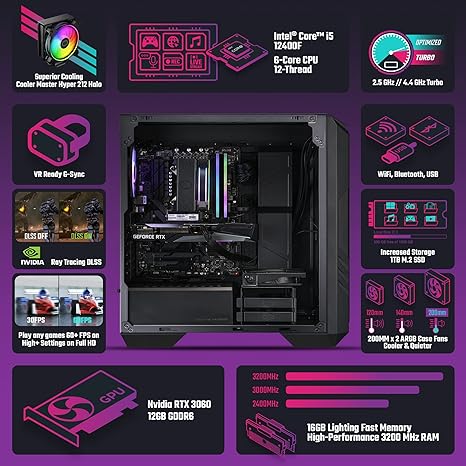 Superior Cooling
Cooler Master Hyper 212 Halo
REC
LIVE
STREAM
CORE
Intel® Core™ i5
12400F
6-Core CPU
12-Thread
OPTIMIZED
TURBO
2.5 GHz // 4.4 GHz Turbo
VR Ready G-Sync
WiFi, Bluetooth, USB
DLSS OFF
DLSS ON
NVIDIA
Ray Tracing DLSS
GEFORCE RTX
Increased Storage
1TB M.2 SSD
30FPS
60FPS
Play any games 60+ FPS on
High+ Settings on Full HD
120mm
140mm
200mm
200MM x 2 ARGB Case Fans
Cooler & Quieter
GPU
Nvidia RTX 3060
12GB GDDR6
3200MHz
3000MHz
2400MHz
16GB Lighting Fast Memory
High-Performance 3200 MHz RAM